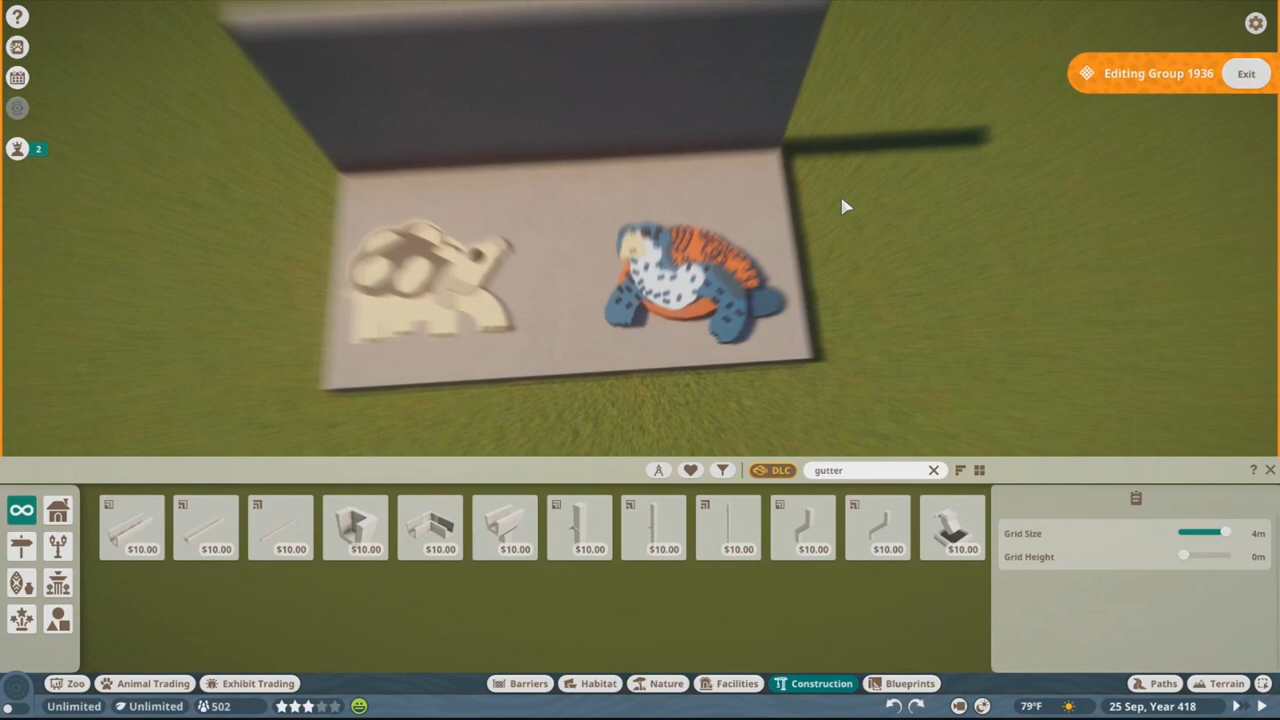 ?
Editing Group 1936
Exit
2
DLC
gutter
?
$10.00
$10.00
$10.00
$10.00
$10.00
$10.00
$10.00
$10.00
$10.00
$10.00
$10.00
$10.00
Grid Size
4m
Grid Height
0m
Zoo
Animal Trading
Exhibit Trading
Barriers
Habitat
Nature
Facilities
Construction
Blueprints
Paths
Terrain
Unlimited
Unlimited
502
79°F
25 Sep, Year 418